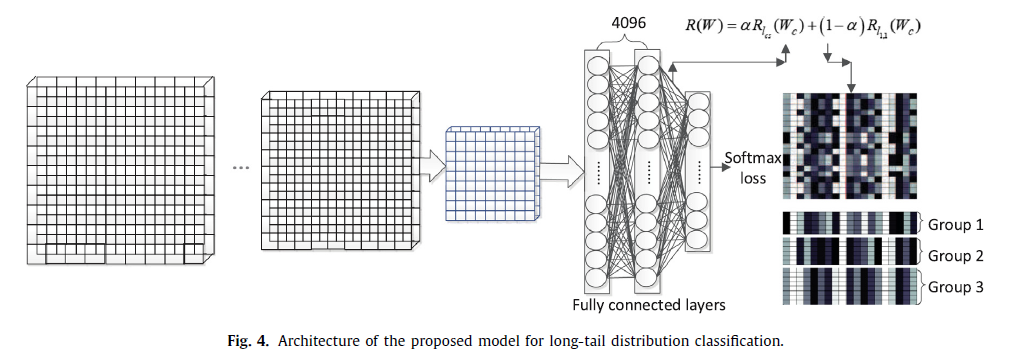 4096
R(W) = αR_{l_{G}}(W_c) + (1−α)R_{l_{1,1}}(W_c)
...
Softmax
loss
Group 1
Group 2
Group 3
Fully connected layers
Fig. 4. Architecture of the proposed model for long-tail distribution classification.